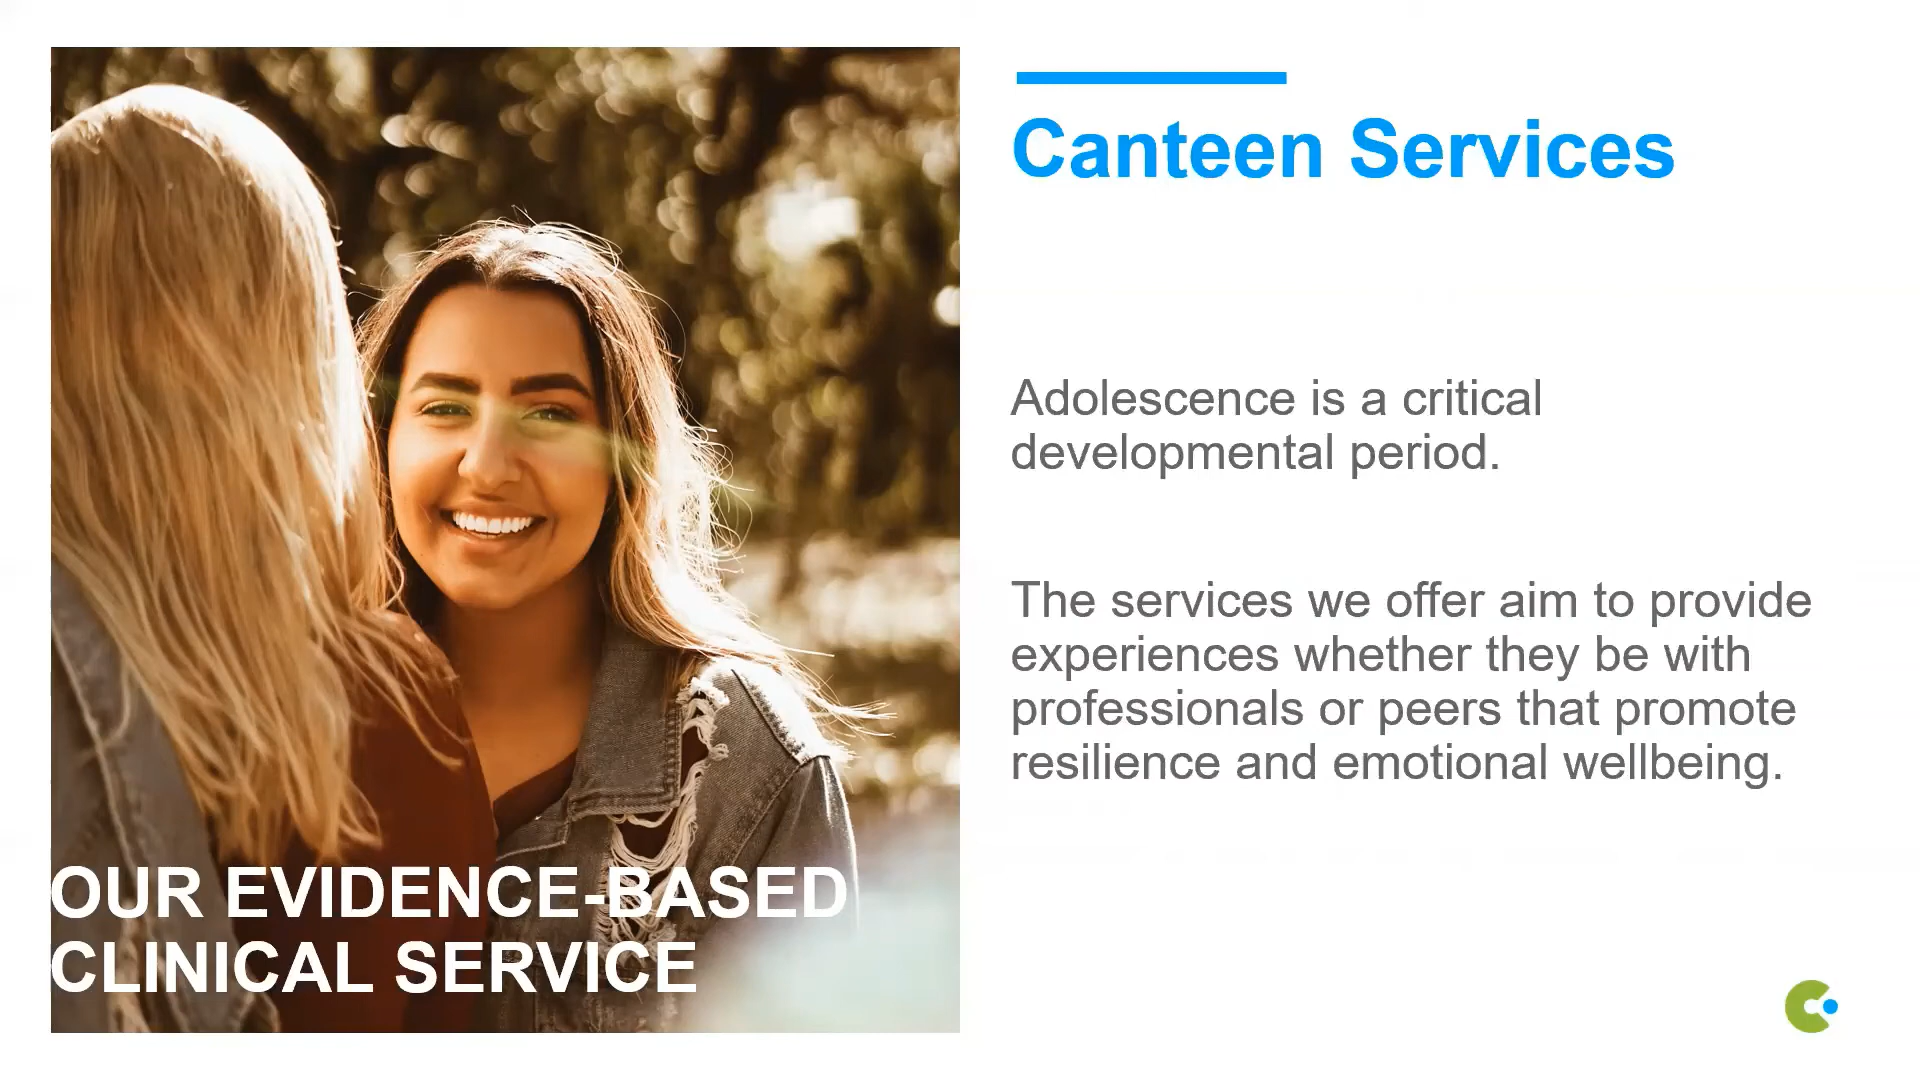 Canteen Services
Adolescence is a critical
developmental period.
The services we offer aim to provide
experiences whether they be with
professionals or peers that promote
resilience and emotional wellbeing.
OUR EVIDENCE-BASED
CLINICAL SERVICE